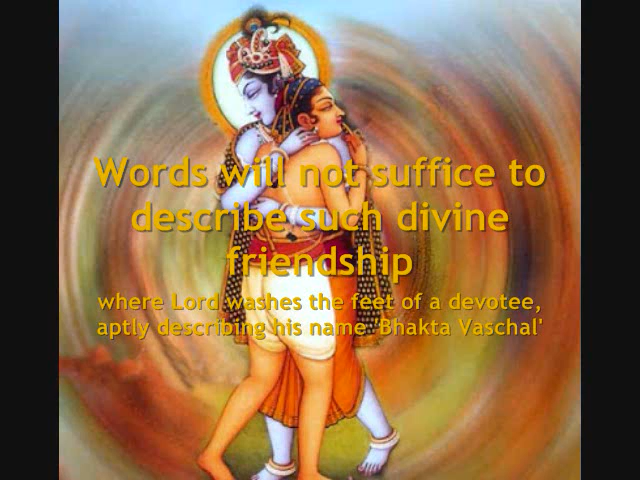 Words will not suffice to
describe such divine
friendship
where Lord washes the feet of a devotee,
aptly describing his name 'Bhakta Vaschal'